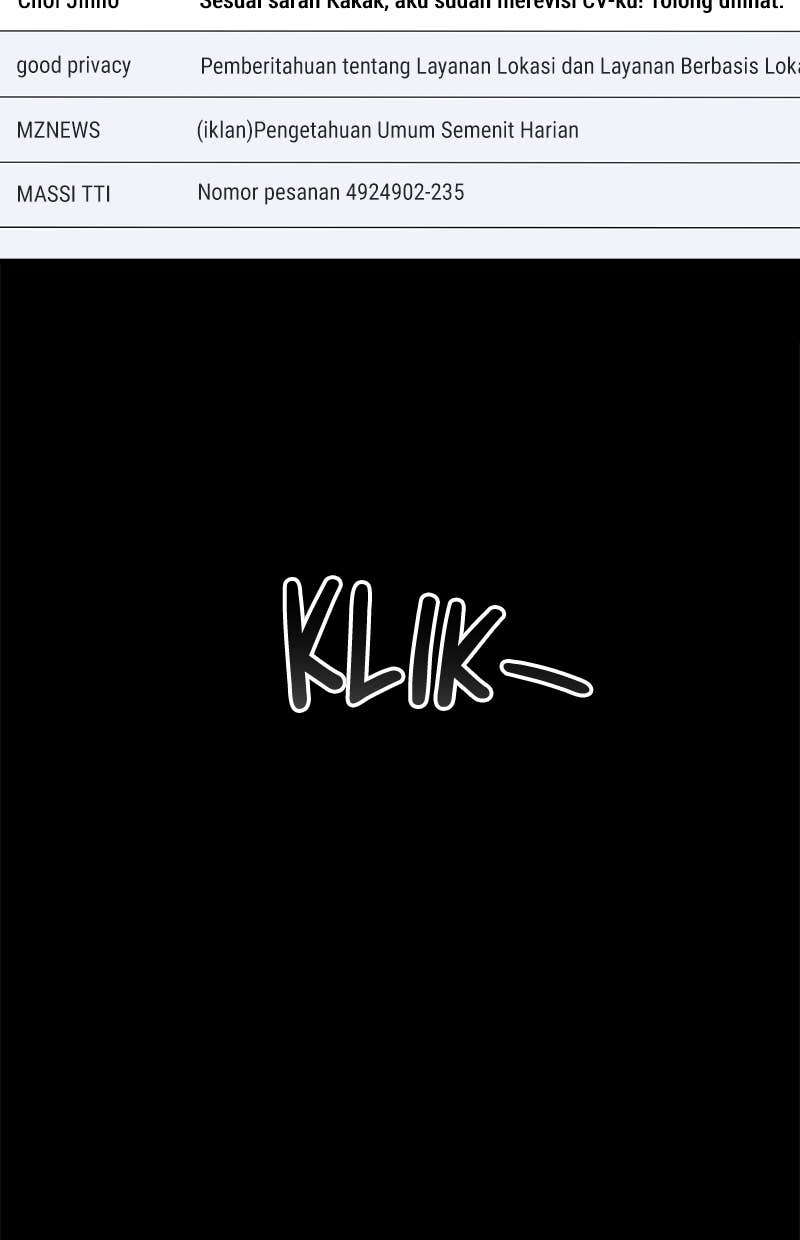 Choi Jinho Sesuai saran Kakak, aku sudah merevisi CV-ku! Tolong dilihat.
good privacy Pemberitahuan tentang Layanan Lokasi dan Layanan Berbasis Loka
MZNEWS (iklan)Pengetahuan Umum Semenit Harian
MASSI TTI Nomor pesanan 4924902-235
KLIK—